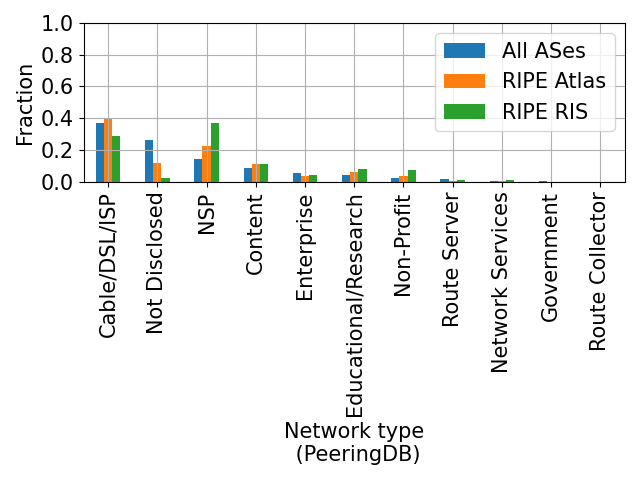 Fraction
1.0
0.8
0.6
0.4
0.2
0.0
All ASes
RIPE Atlas
RIPE RIS
Cable/DSL/ISP
Not Disclosed
NSP
Content
Enterprise
Educational/Research
Non-Profit
Route Server
Network Services
Government
Route Collector
Network type
(PeeringDB)